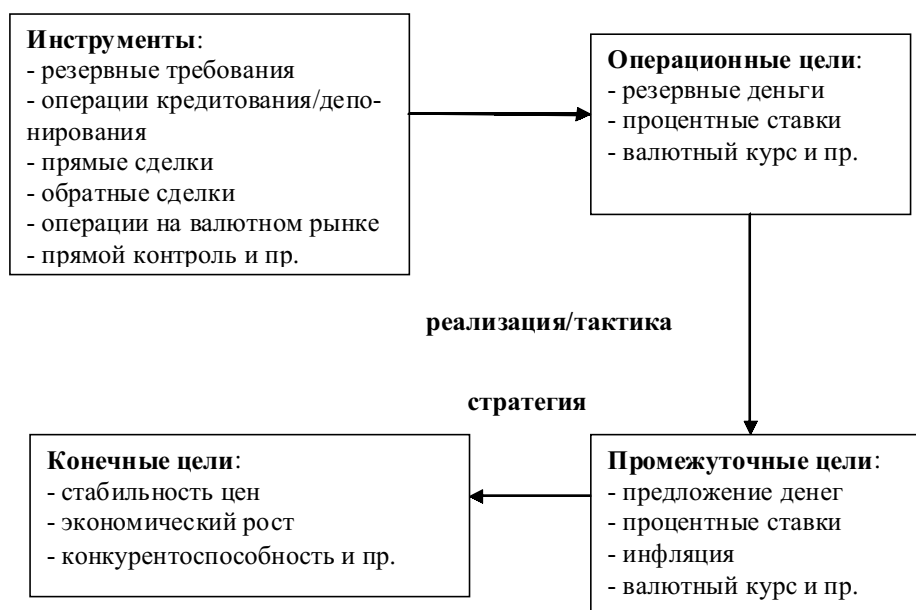 Инструменты:
- резервные требования
- операции кредитования/депо-
нирования
- прямые сделки
- обратные сделки
- операции на валютном рынке
- прямой контроль и пр.
Операционные цели:
- резервные деньги
- процентные ставки
- валютный курс и пр.
реализация/тактика
стратегия
Конечные цели:
- стабильность цен
- экономический рост
- конкурентоспособность и пр.
Промежуточные цели:
- предложение денег
- процентные ставки
- инфляция
- валютный курс и пр.